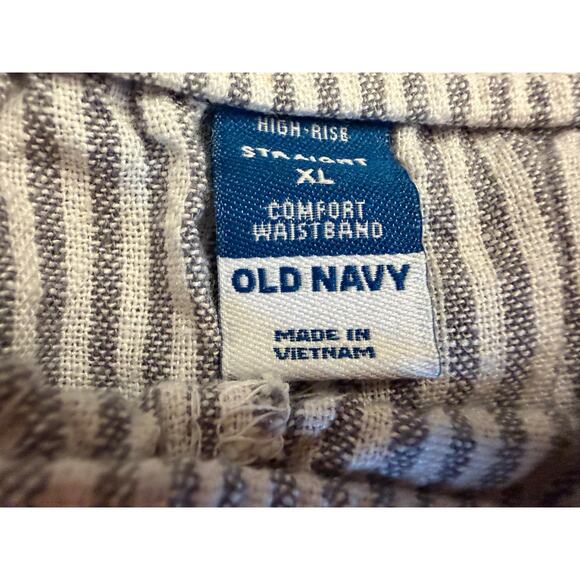 HIGH·RISE
STRAIGHT
XL
COMFORT
WAISTBAND
OLD NAVY
MADE IN
VIETNAM